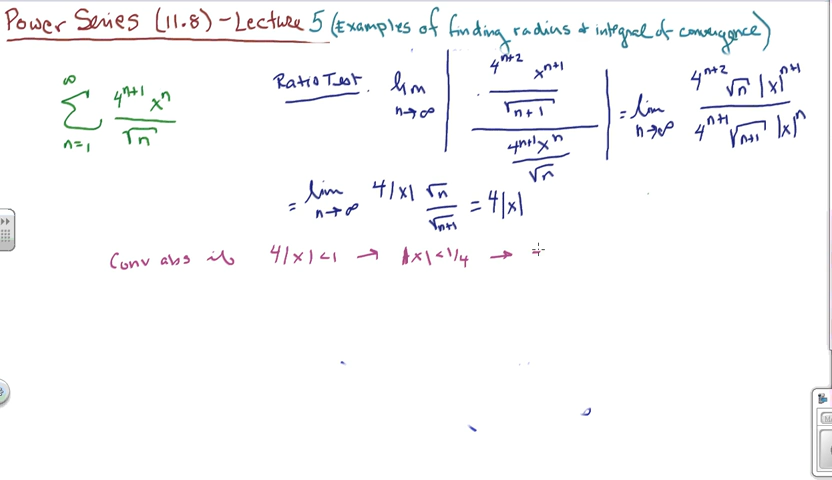 Power Series (11.8) - Lecture 5 (Examples of finding radius & integral of convergence)
∞ ∑ n=1 4^{n+1} x^n / √n
Ratio Test. lim n→∞ | (4^{n+2} x^{n+1} / √(n+1)) / (4^{n+1} x^n / √n) | = lim n→∞ 4^{n+2} √n |x|^{n+1} / 4^{n+1} √(n+1) |x|^n
= lim n→∞ 4|x| √n / √(n+1) = 4|x|
Conv abs if 4|x|<1 → |x|<1/4 →